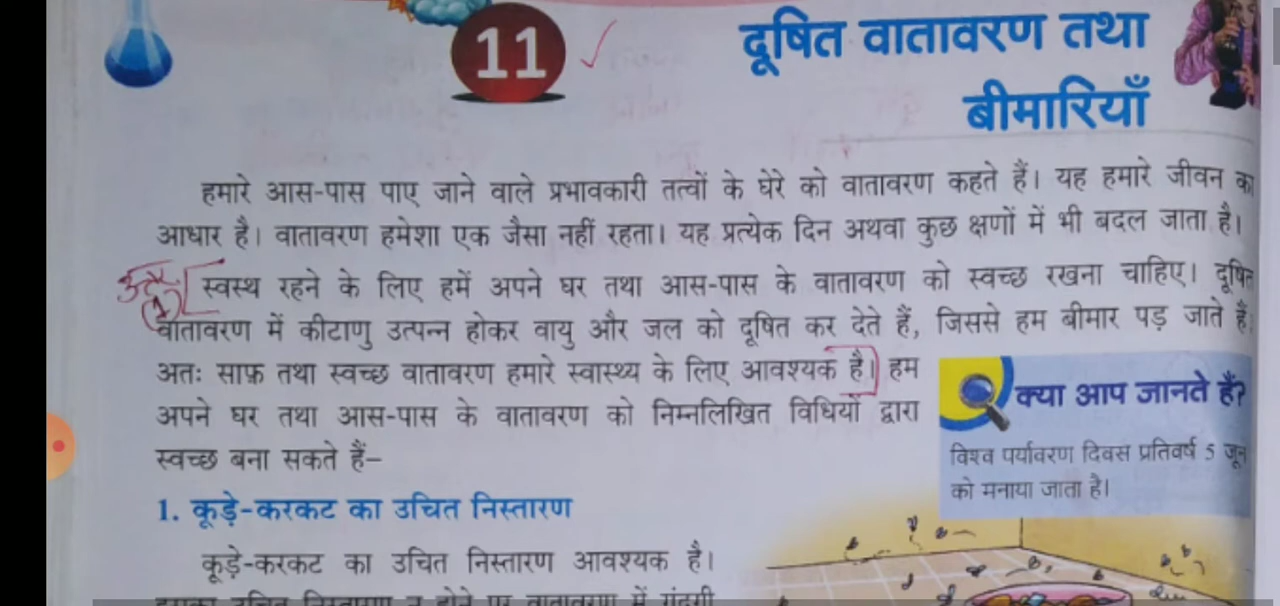 11
दूषित वातावरण तथा
बीमारियाँ
हमारे आस-पास पाए जाने वाले प्रभावकारी तत्वों के घेरे को वातावरण कहते हैं। यह हमारे जीवन का
आधार है। वातावरण हमेशा एक जैसा नहीं रहता। यह प्रत्येक दिन अथवा कुछ क्षणों में भी बदल जाता है।
स्वस्थ रहने के लिए हमें अपने घर तथा आस-पास के वातावरण को स्वच्छ रखना चाहिए। दूषित
वातावरण में कीटाणु उत्पन्न होकर वायु और जल को दूषित कर देते हैं, जिससे हम बीमार पड़ जाते हैं।
अतः साफ़ तथा स्वच्छ वातावरण हमारे स्वास्थ्य के लिए आवश्यक है। हम
अपने घर तथा आस-पास के वातावरण को निम्नलिखित विधियों द्वारा
स्वच्छ बना सकते हैं–
क्या आप जानते हैं?
विश्व पर्यावरण दिवस प्रतिवर्ष 5 जून
को मनाया जाता है।
1. कूड़े-करकट का उचित निस्तारण
कूड़े-करकट का उचित निस्तारण आवश्यक है।